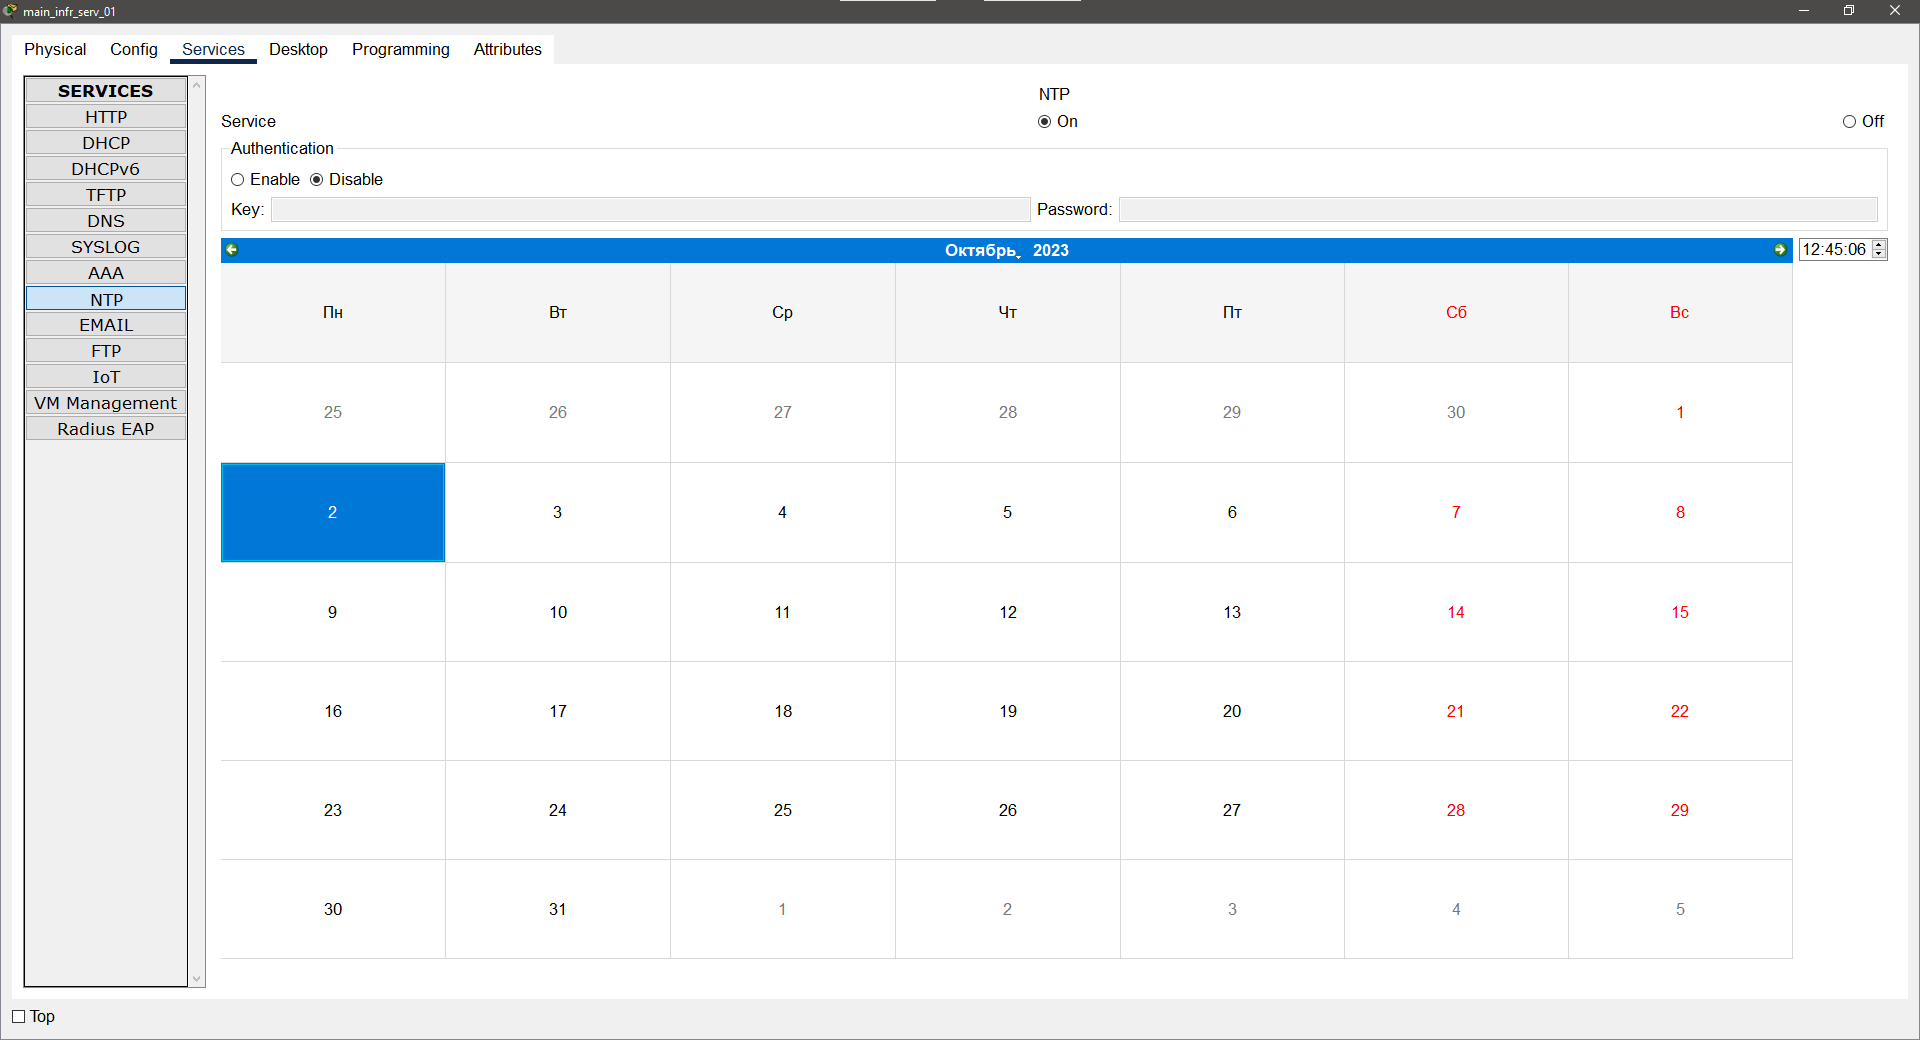 main_infr_serv_01
Physical Config Services Desktop Programming Attributes
SERVICES
HTTP
DHCP
DHCPv6
TFTP
DNS
SYSLOG
AAA
NTP
EMAIL
FTP
IoT
VM Management
Radius EAP
NTP
Service On Off
Authentication
Enable Disable
Key: Password:
Октябрь, 2023 12:45:06
Пн Вт Ср Чт Пт Сб Вс
25 26 27 28 29 30 1
2 3 4 5 6 7 8
9 10 11 12 13 14 15
16 17 18 19 20 21 22
23 24 25 26 27 28 29
30 31 1 2 3 4 5
Top